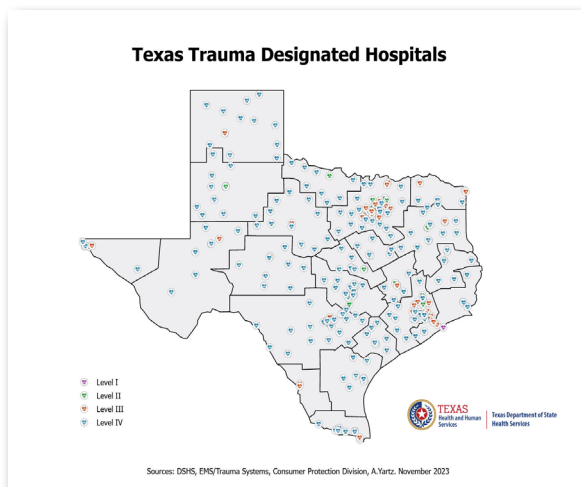 Texas Trauma Designated Hospitals
Level I
Level II
Level III
Level IV
TEXAS
Health and Human
Services
Texas Department of State
Health Services
Sources: DSHS, EMS/Trauma Systems, Consumer Protection Division, A.Yartz. November 2023